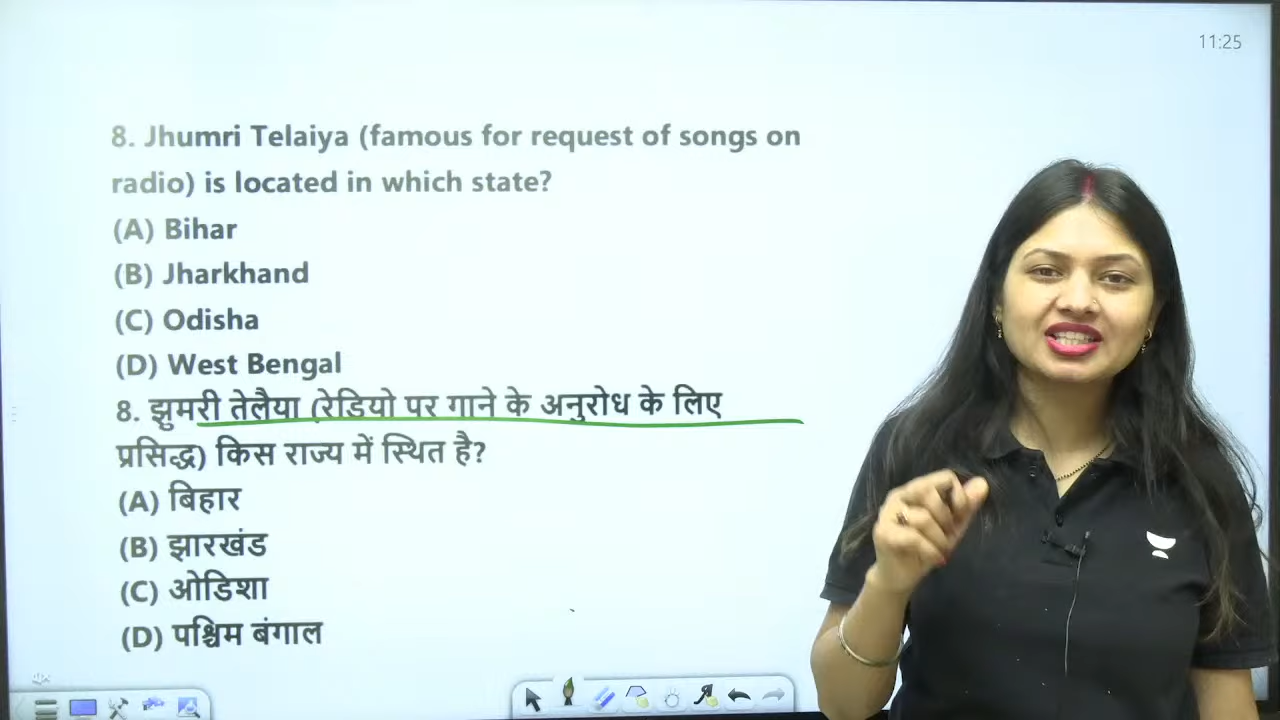 11:25
8. Jhumri Telaiya (famous for request of songs on
radio) is located in which state?
(A) Bihar
(B) Jharkhand
(C) Odisha
(D) West Bengal
8. झुमरी तेलैया (रेडियो पर गाने के अनुरोध के लिए
प्रसिद्ध) किस राज्य में स्थित है?
(A) बिहार
(B) झारखंड
(C) ओडिशा
(D) पश्चिम बंगाल